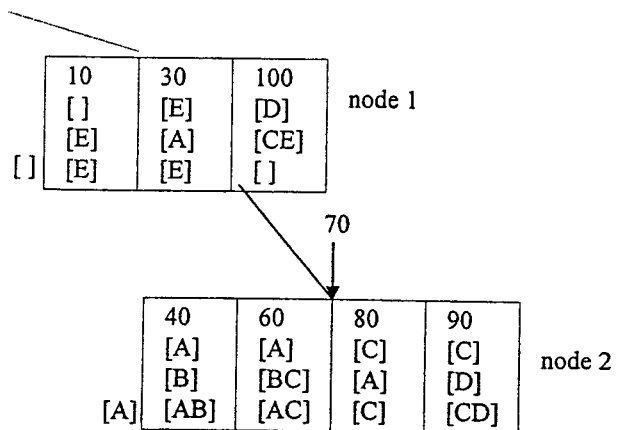 10 30 100
[ ] [E] [D] node 1
[E] [A] [CE]
[ ] [E] [E] [ ]
70
40 60 80 90
[A] [A] [C] [C] node 2
[B] [BC] [A] [D]
[A] [AB] [AC] [C] [CD]